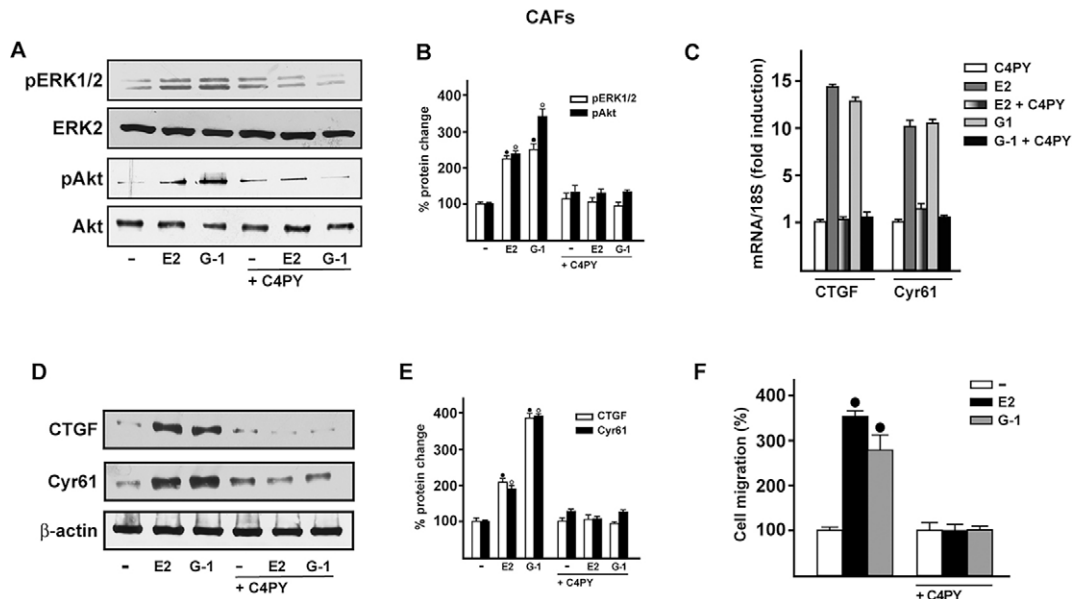 CAFs
A
pERK1/2
ERK2
pAkt
Akt
– E2 G-1 – E2 G-1
+ C4PY
B
% protein change
400
300
200
100
pERK1/2
pAkt
– E2 G-1 – E2 G-1
+ C4PY
C
mRNA/18S (fold induction)
15
10
15
1
C4PY
E2
E2 + C4PY
G1
G-1 + C4PY
CTGF Cyr61
D
CTGF
Cyr61
β-actin
– E2 G-1 – E2 G-1
+ C4PY
E
% protein change
400
300
200
100
CTGF
Cyr61
– E2 G-1 – E2 G-1
+ C4PY
F
Cell migration (%)
400
300
300
100
–
E2
G-1
+ C4PY